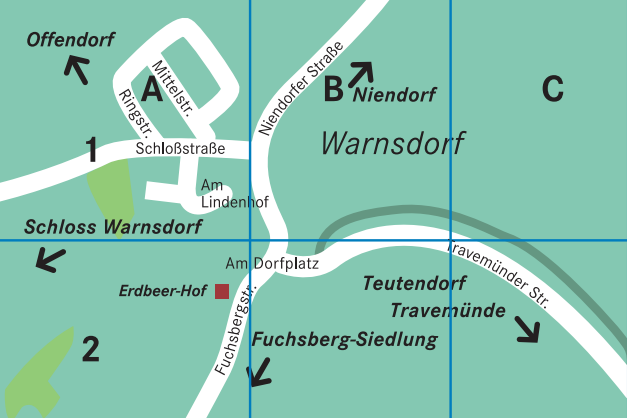 Offendorf
A
Mittelstr.
Ringstr.
Niendorfer Straße
B
Niendorf
C
1
Schloßstraße
Warnsdorf
Am
Lindenhof
Schloss Warnsdorf
Am Dorfplatz
Travemünder Str.
Erdbeer-Hof
Teutendorf
Travemünde
Fuchsbergstr.
Fuchsberg-Siedlung
2